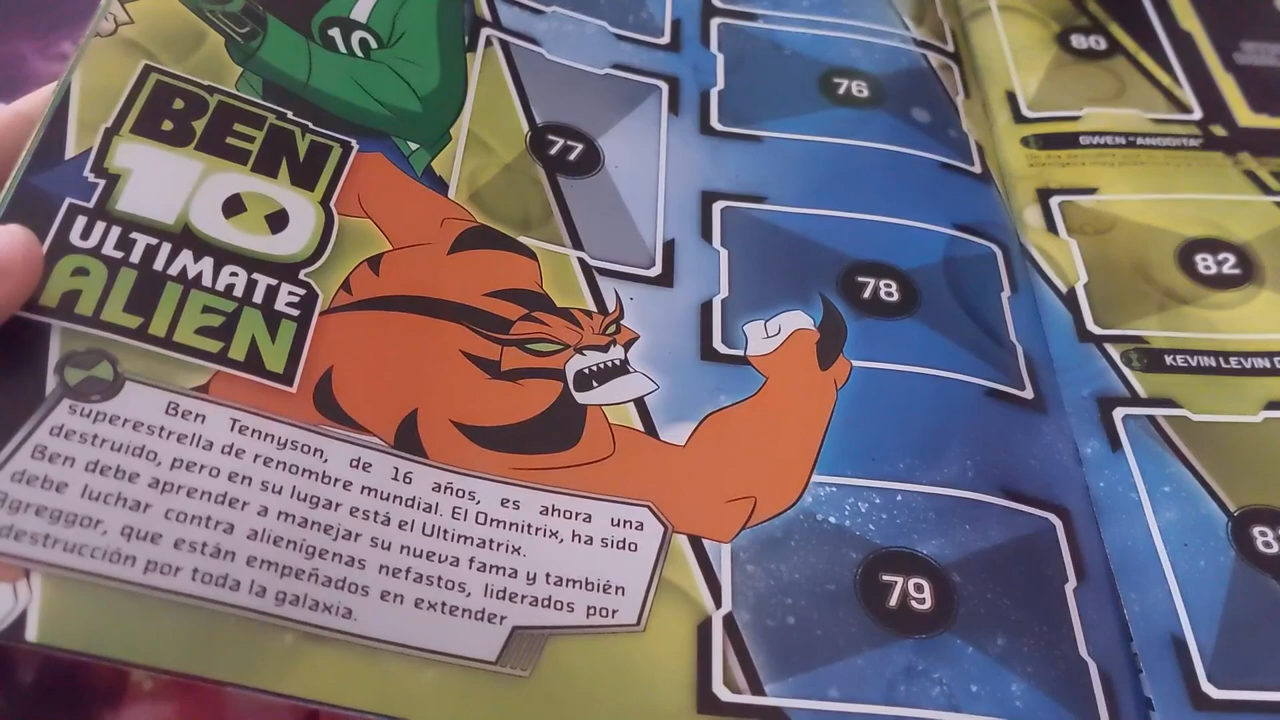 10
BEN
10
ULTIMATE
ALIEN
77
76
78
79
80
GWEN "ANODITA"
82
KEVIN LEVIN
Ben Tennyson, de 16 años, es ahora una
superestrella de renombre mundial. El Omnitrix, ha sido
destruido, pero en su lugar está el Ultimatrix.
Ben debe aprender a manejar su nueva fama y también
debe luchar contra alienígenas nefastos, liderados por
Aggreggor, que están empeñados en extender
destrucción por toda la galaxia.